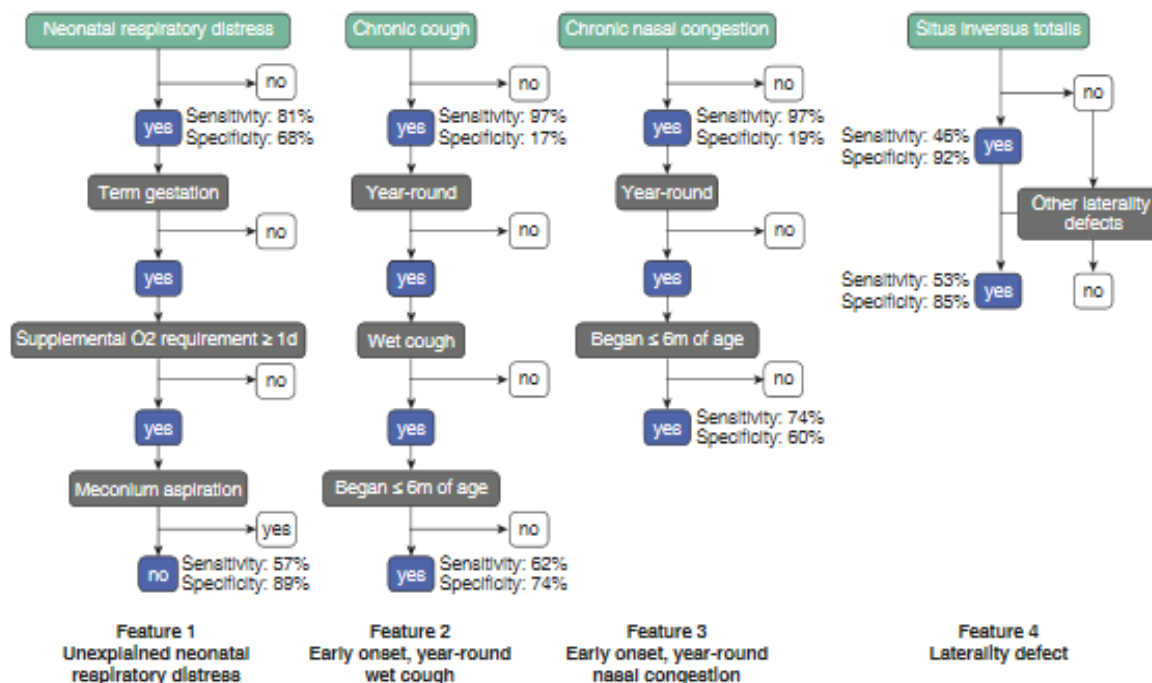 Neonatal respiratory distress
no
yes
Sensitivity: 81%
Specificity: 68%
Term gestation
no
yes
Supplemental O2 requirement ≥ 1d
no
yes
Meconium aspiration
yes
no
Sensitivity: 57%
Specificity: 89%
Feature 1
Unexplained neonatal
respiratory distress
Chronic cough
no
yes
Sensitivity: 97%
Specificity: 17%
Year-round
no
yes
Wet cough
no
yes
Began ≤ 6m of age
no
yes
Sensitivity: 62%
Specificity: 74%
Feature 2
Early onset, year-round
wet cough
Chronic nasal congestion
no
yes
Sensitivity: 97%
Specificity: 19%
Year-round
no
yes
Began ≤ 6m of age
no
yes
Sensitivity: 74%
Specificity: 60%
Feature 3
Early onset, year-round
nasal congestion
Situs inversus totalis
no
Sensitivity: 46%
Specificity: 92%
yes
Other laterality
defects
Sensitivity: 53%
Specificity: 85%
yes
no
Feature 4
Laterality defect